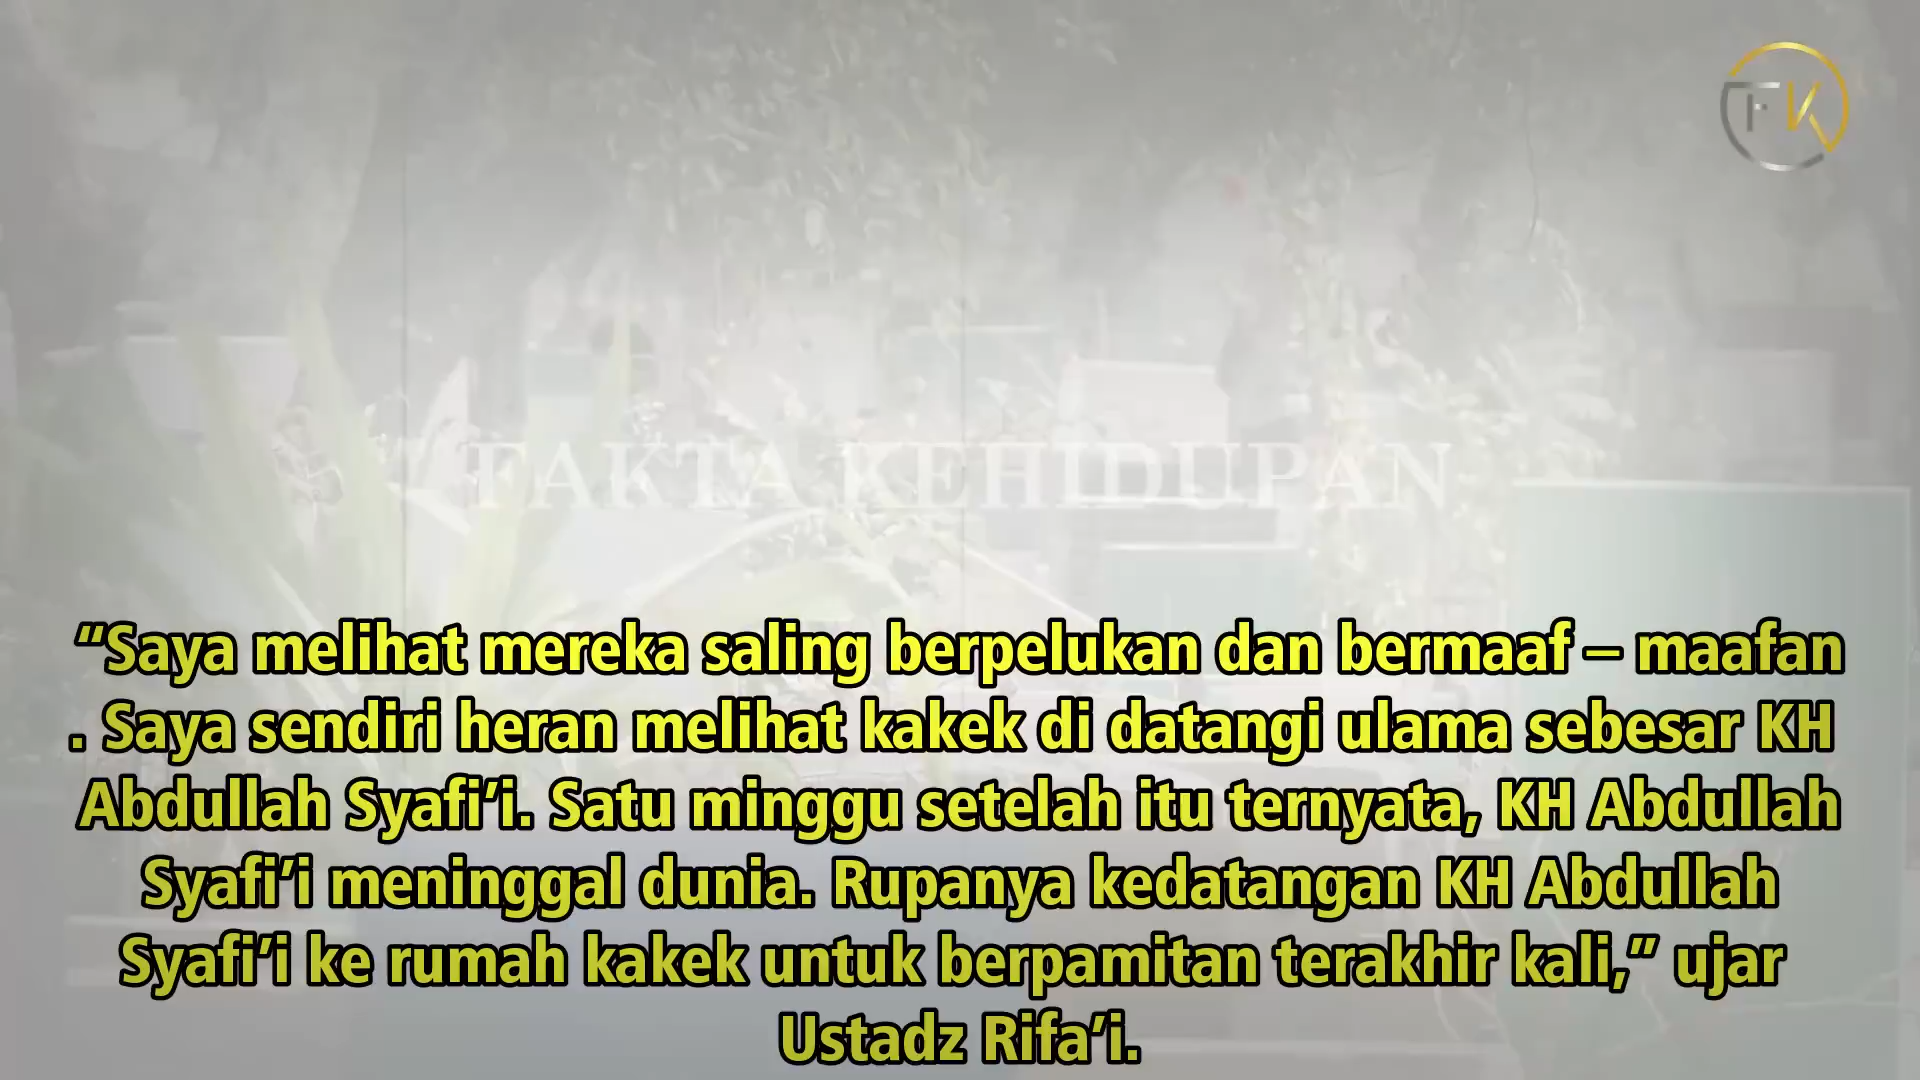 FK
FAKTA KEHIDUPAN
“Saya melihat mereka saling berpelukan dan bermaaf – maafan
. Saya sendiri heran melihat kakek di datangi ulama sebesar KH
Abdullah Syafi’i. Satu minggu setelah itu ternyata, KH Abdullah
Syafi’i meninggal dunia. Rupanya kedatangan KH Abdullah
Syafi’i ke rumah kakek untuk berpamitan terakhir kali,” ujar
Ustadz Rifa’i.